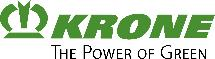 KRONE
THE POWER OF GREEN